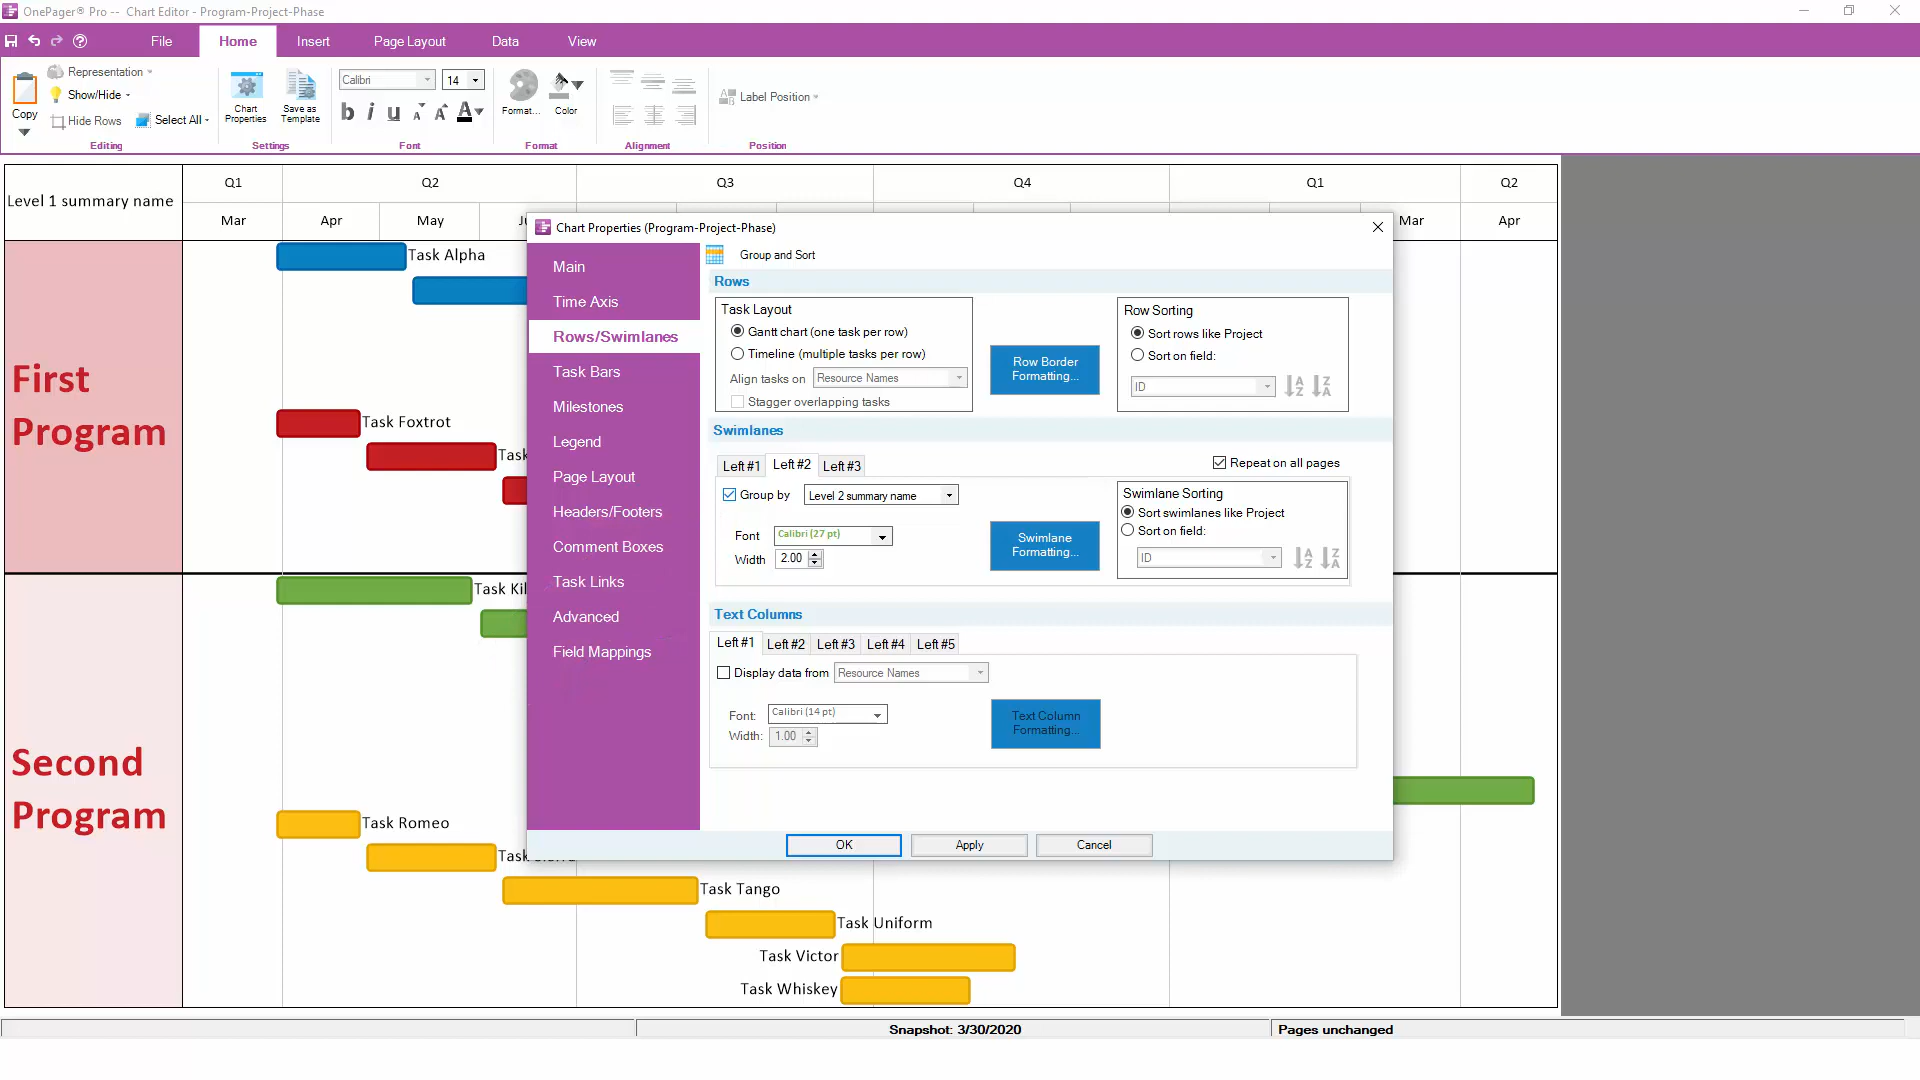 OnePager® Pro -- Chart Editor - Program-Project-Phase
File Home Insert Page Layout Data View
Copy
Representation
Show/Hide
Hide Rows
Select All
Editing
Chart Properties
Save as Template
Settings
Calibri 14
b i u A A A
Font
Format...
Color
Format
Alignment
Label Position
Position
Level 1 summary name
Q1 Q2 Q3 Q4 Q1 Q2
Mar Apr May Mar Apr
First Program
Second Program
Task Alpha
Task Foxtrot
Task
Task Kil
Task Romeo
Task
Task Tango
Task Uniform
Task Victor
Task Whiskey
Chart Properties (Program-Project-Phase)
Main
Time Axis
Rows/Swimlanes
Task Bars
Milestones
Legend
Page Layout
Headers/Footers
Comment Boxes
Task Links
Advanced
Field Mappings
Group and Sort
Rows
Task Layout
Gantt chart (one task per row)
Timeline (multiple tasks per row)
Align tasks on Resource Names
Stagger overlapping tasks
Row Border
Formatting...
Row Sorting
Sort rows like Project
Sort on field:
ID
A Z Z A
Swimlanes
Left #1 Left #2 Left #3
Repeat on all pages
Group by Level 2 summary name
Font Calibri (27 pt)
Width 2.00
Swimlane
Formatting...
Swimlane Sorting
Sort swimlanes like Project
Sort on field:
ID
A Z Z A
Text Columns
Left #1 Left #2 Left #3 Left #4 Left #5
Display data from Resource Names
Font: Calibri (14 pt)
Width: 1.00
Text Column
Formatting...
OK Apply Cancel
Snapshot: 3/30/2020
Pages unchanged